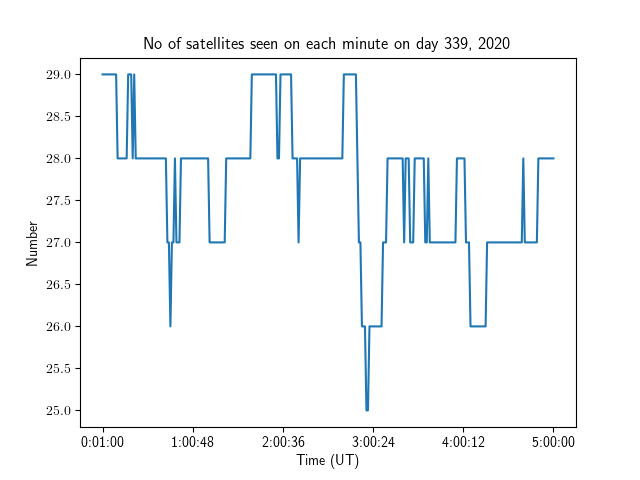 No of satellites seen on each minute on day 339, 2020
29.0
28.5
28.0
27.5
27.0
26.5
26.0
25.5
25.0
Number
0:01:00 1:00:48 2:00:36 3:00:24 4:00:12 5:00:00
Time (UT)